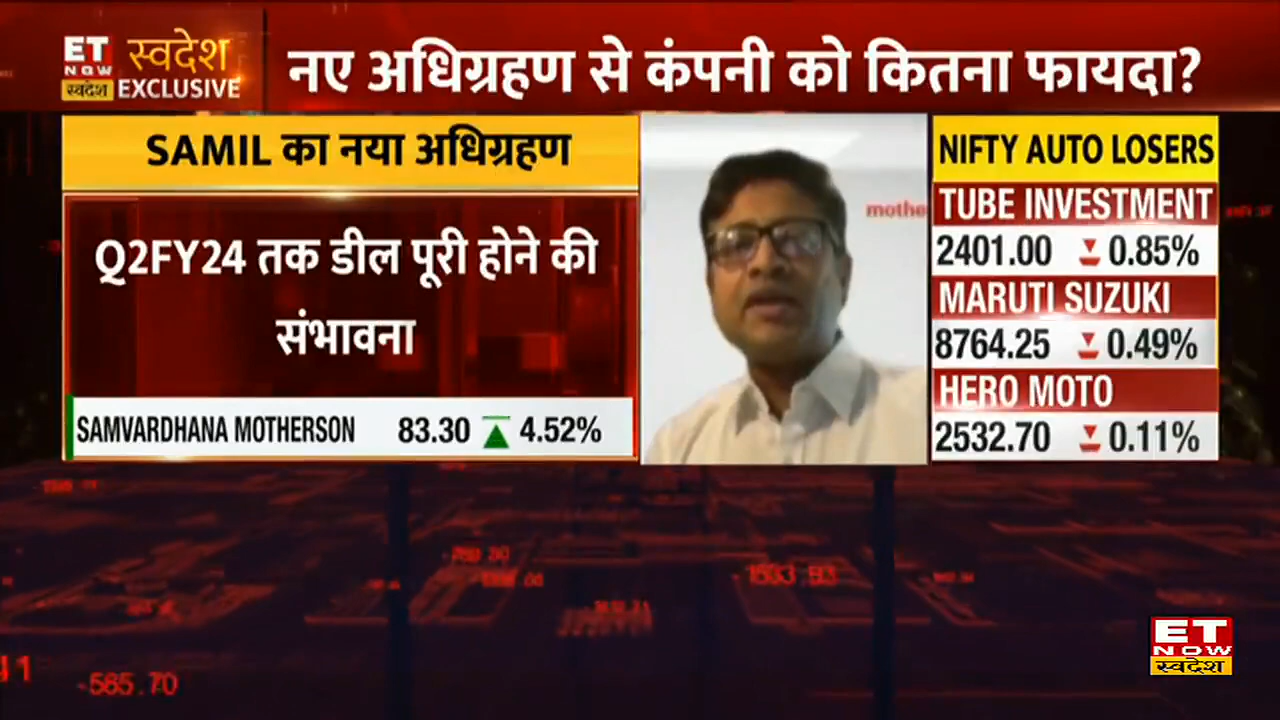 ET
NOW
स्वदेश
स्वदेश
EXCLUSIVE
नए अधिग्रहण से कंपनी को कितना फायदा?
SAMIL का नया अधिग्रहण
Q2FY24 तक डील पूरी होने की
संभावना
SAMVARDHANA MOTHERSON 83.30 4.52%
mothe
NIFTY AUTO LOSERS
TUBE INVESTMENT
2401.00 0.85%
MARUTI SUZUKI
8764.25 0.49%
HERO MOTO
2532.70 0.11%
-585.70
ET
NOW
स्वदेश